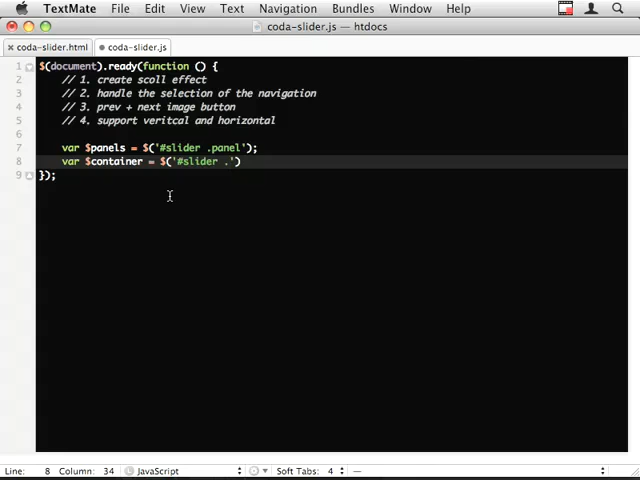 TextMate File Edit View Text Navigation Bundles Window Help
coda-slider.js — htdocs
coda-slider.html coda-slider.js
1 $(document).ready(function () {
2 // 1. create scoll effect
3 // 2. handle the selection of the navigation
4 // 3. prev + next image button
5 // 4. support veritcal and horizontal
6
7 var $panels = $('#slider .panel');
8 var $container = $('#slider .')
9 });
Line: 8 Column: 34 JavaScript Soft Tabs: 4 —